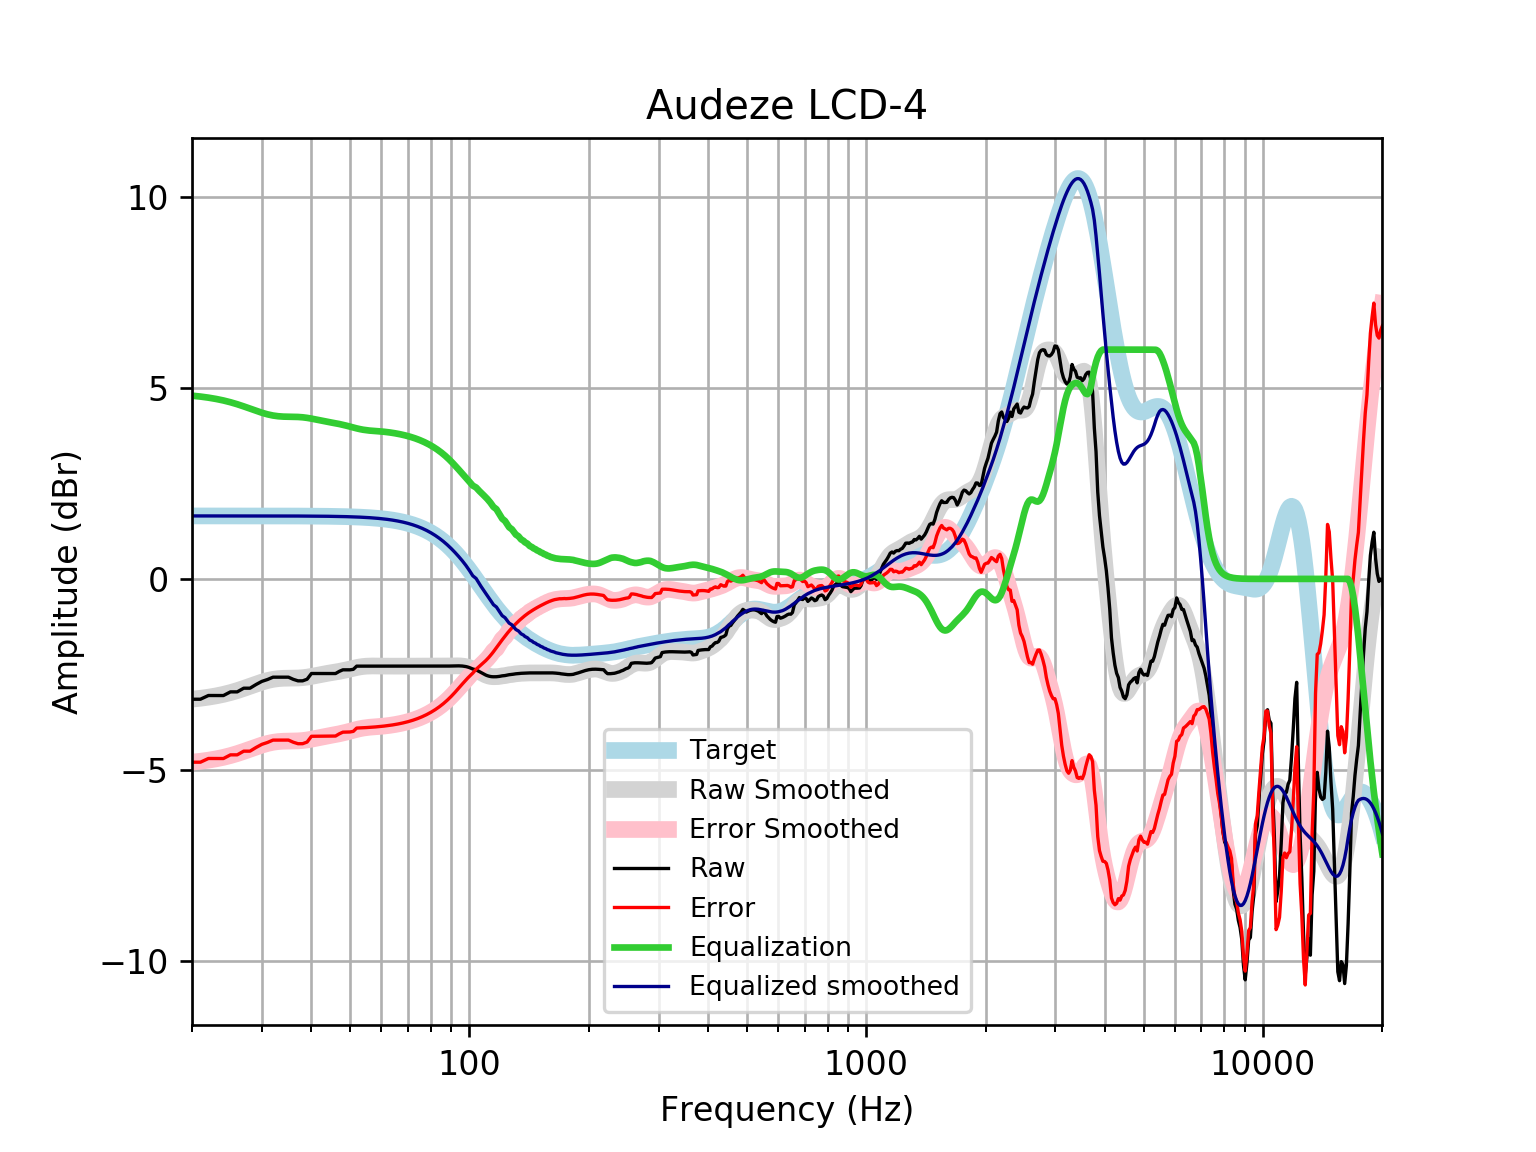 Audeze LCD-4
10
5
0
−5
−10
Amplitude (dBr)
Target
Raw Smoothed
Error Smoothed
Raw
Error
Equalization
Equalized smoothed
100
1000
10000
Frequency (Hz)